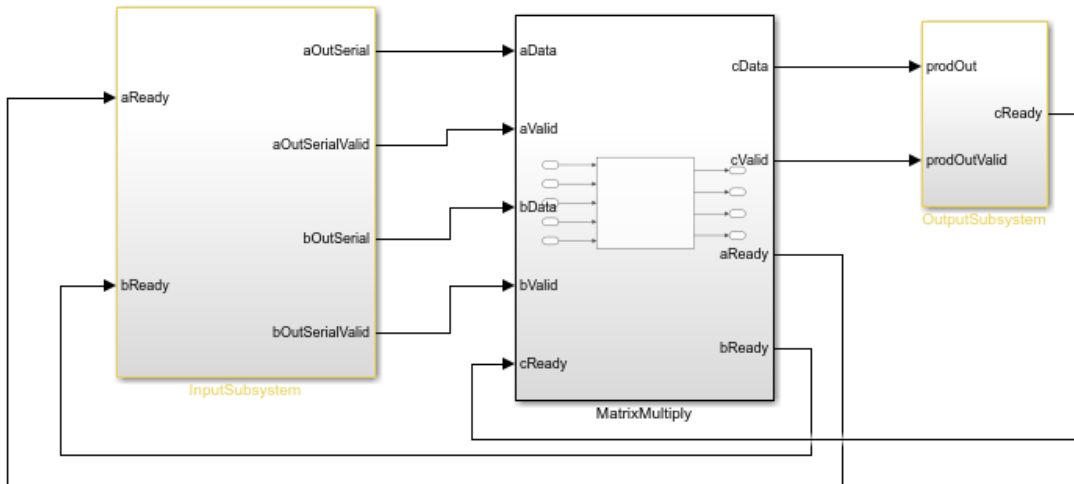 aReady
bReady
aOutSerial
aOutSerialValid
bOutSerial
bOutSerialValid
InputSubsystem
aData
aValid
bData
bValid
cReady
cData
cValid
aReady
bReady
MatrixMultiply
prodOut
prodOutValid
cReady
OutputSubsystem